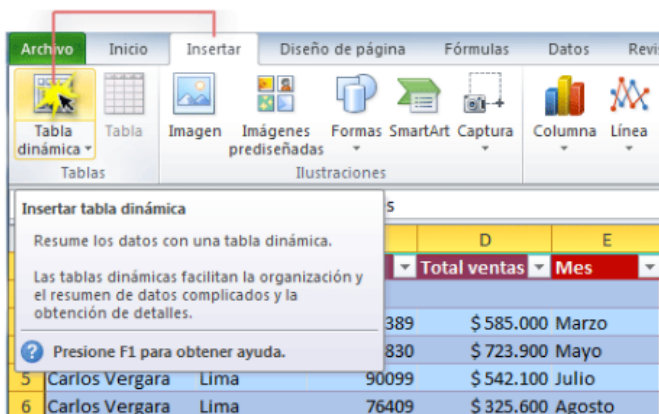 Archivo Inicio Insertar Diseño de página Fórmulas Datos Revis
Tabla dinámica Tabla Imagen Imágenes prediseñadas Formas SmartArt Captura Columna Línea
Tablas Ilustraciones
Insertar tabla dinámica
Resume los datos con una tabla dinámica.
Las tablas dinámicas facilitan la organización y
el resumen de datos complicados y la
obtención de detalles.
Presione F1 para obtener ayuda.
s
D E
Total ventas Mes
389 $ 585.000 Marzo
830 $ 723.900 Mayo
5 Carlos Vergara Lima 90099 $ 542.100 Julio
6 Carlos Vergara Lima 76409 $ 325.600 Agosto